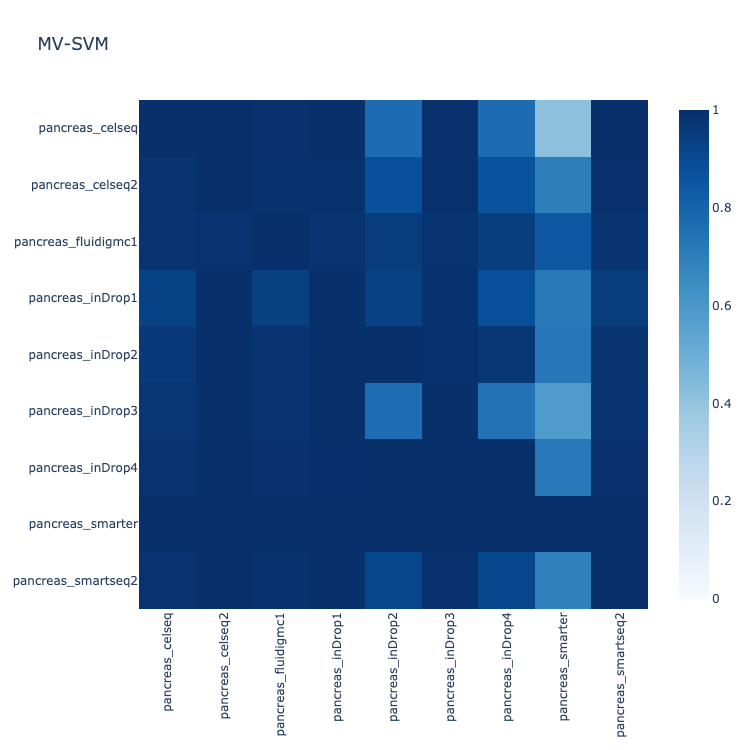 MV-SVM
pancreas_celseq
pancreas_celseq2
pancreas_fluidigmc1
pancreas_inDrop1
pancreas_inDrop2
pancreas_inDrop3
pancreas_inDrop4
pancreas_smarter
pancreas_smartseq2
pancreas_celseq
pancreas_celseq2
pancreas_fluidigmc1
pancreas_inDrop1
pancreas_inDrop2
pancreas_inDrop3
pancreas_inDrop4
pancreas_smarter
pancreas_smartseq2
1
0.8
0.6
0.4
0.2
0